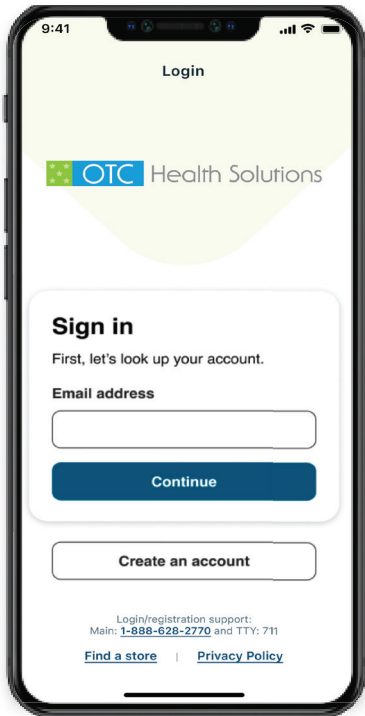 9:41
Login
OTC Health Solutions
Sign in
First, let's look up your account.
Email address
Continue
Create an account
Login/registration support:
Main: 1-888-628-2770 and TTY: 711
Find a store | Privacy Policy